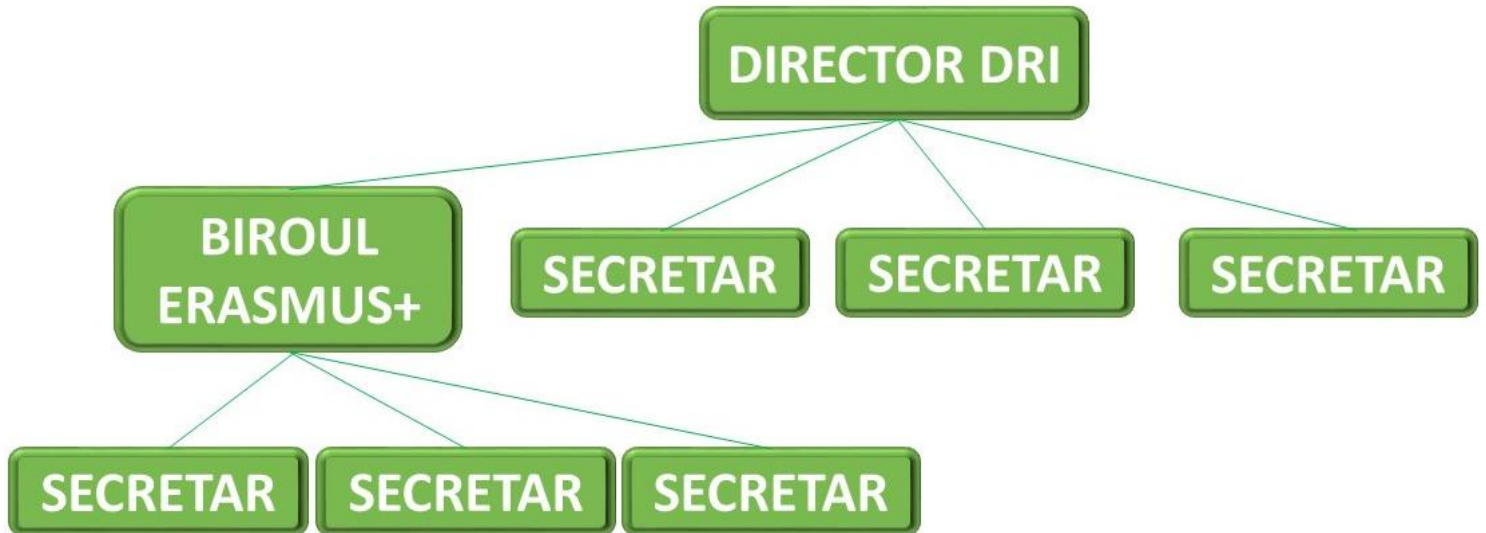 DIRECTOR DRI
BIROUL
ERASMUS+
SECRETAR
SECRETAR
SECRETAR
SECRETAR
SECRETAR
SECRETAR